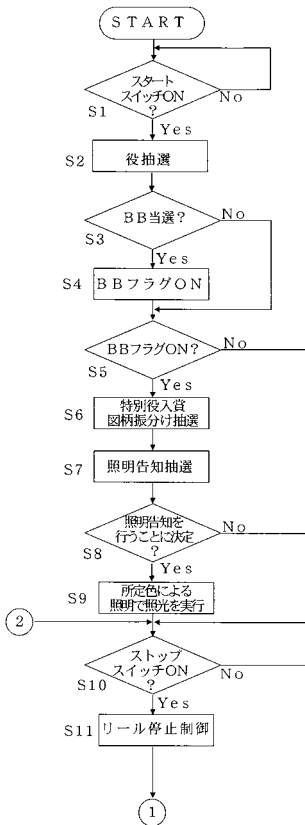 START
スタート
スイッチON
?
No
S1
Yes
S2
役抽選
BB当選?
No
S3
Yes
S4
BBフラグON
BBフラグON?
No
S5
Yes
S6
特別役入賞
図柄振分け抽選
S7
照明告知抽選
照明告知を
行うことに決定
?
No
S8
Yes
S9
所定色による
照明で照光を実行
2
ストップ
スイッチON
?
No
S10
Yes
S11
リール停止制御
1